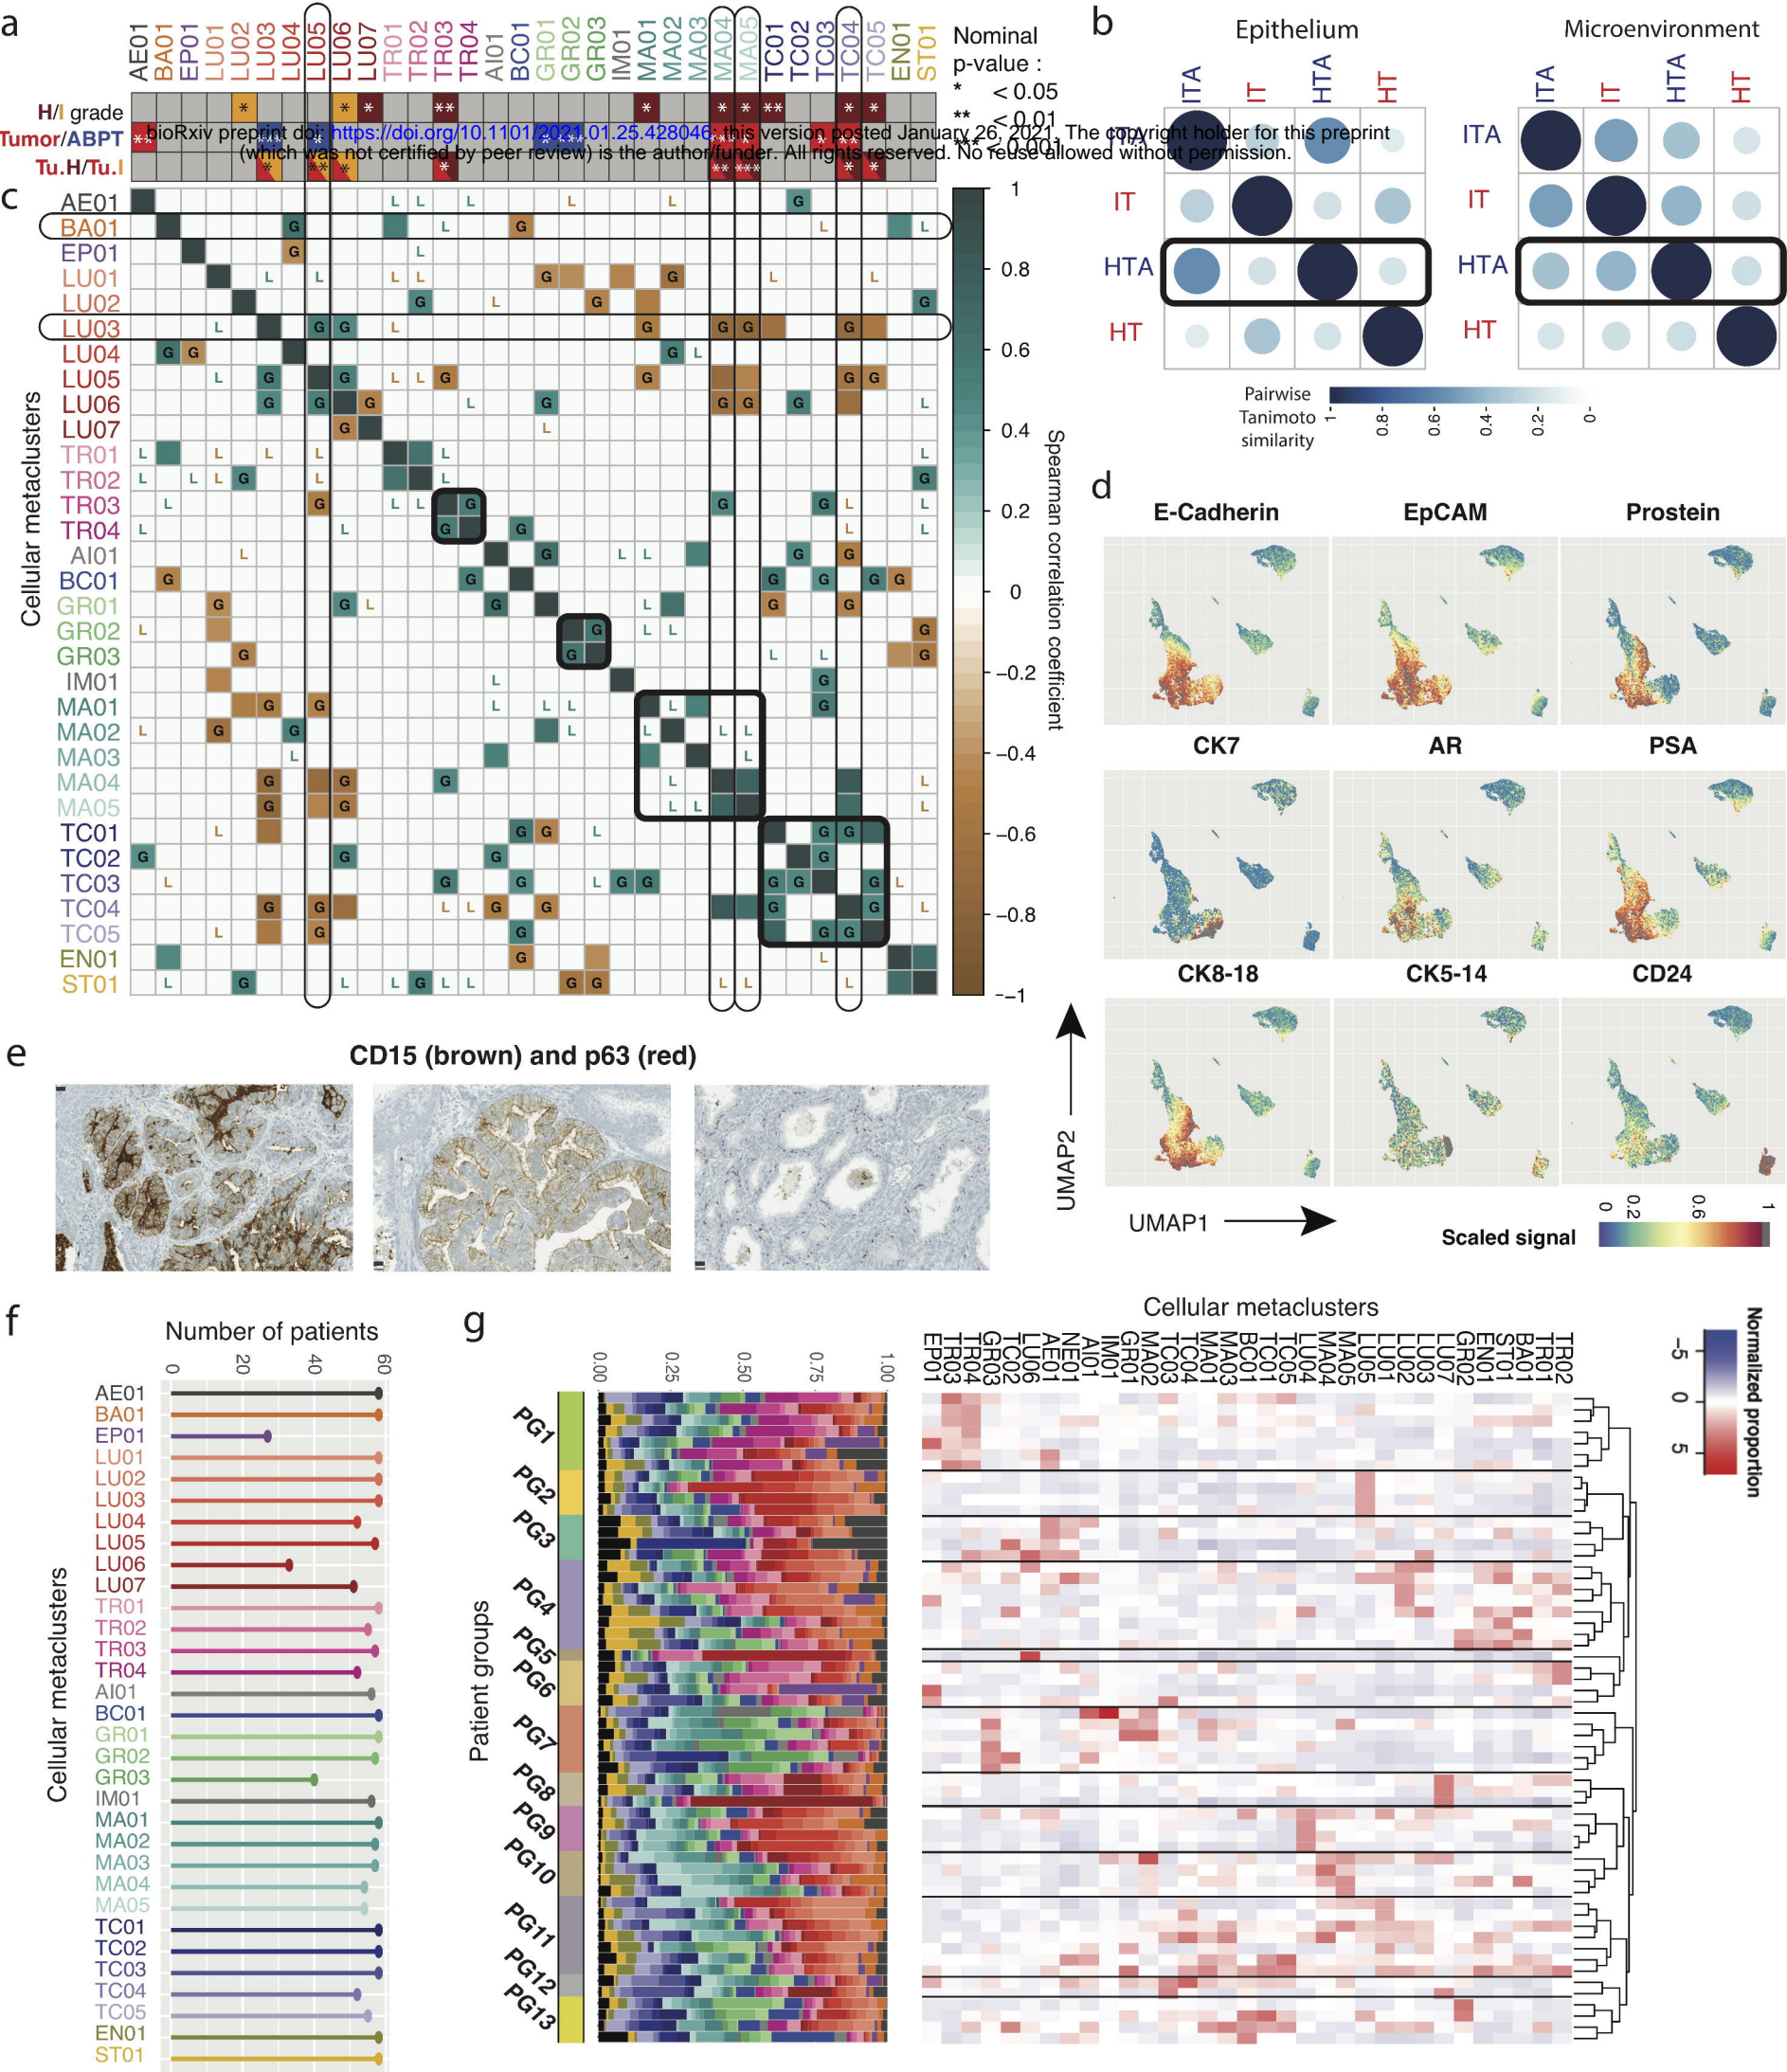 a
AE01 BA01 EP01 LU01 LU02 LU03 LU04 LU05 LU06 LU07 TR01 TR02 TR03 TR04 AI01 BC01 GR01 GR02 GR03 IM01 MA01 MA02 MA03 MA04 MA05 TC01 TC02 TC03 TC04 TC05 EN01 ST01
Nominal
p-value :
* < 0.05
** < 0.01
*** < 0.001
H/I grade
Tumor/ABPT
Tu.H/Tu.I
bioRxiv preprint doi: https://doi.org/10.1101/2021.01.25.428046; this version posted January 26, 2021. The copyright holder for this preprint
(which was not certified by peer review) is the author/funder. All rights reserved. No reuse allowed without permission.
b
Epithelium
ITA IT HTA HT
ITA
IT
HTA
HT
Microenvironment
ITA IT HTA HT
ITA
IT
HTA
HT
Pairwise
Tanimoto
similarity
1 0.8 0.6 0.4 0.2 0
c
Cellular metaclusters
AE01
BA01
EP01
LU01
LU02
LU03
LU04
LU05
LU06
LU07
TR01
TR02
TR03
TR04
AI01
BC01
GR01
GR02
GR03
IM01
MA01
MA02
MA03
MA04
MA05
TC01
TC02
TC03
TC04
TC05
EN01
ST01
1
0.8
0.6
0.4
0.2
0
−0.2
−0.4
−0.6
−0.8
−1
Spearman correlation coefficient
d
E-Cadherin EpCAM Prostein
CK7 AR PSA
CK8-18 CK5-14 CD24
UMAP2
UMAP1
Scaled signal
0 0.2 0.6 1
e
CD15 (brown) and p63 (red)
f
Number of patients
0 20 40 60
Cellular metaclusters
AE01
BA01
EP01
LU01
LU02
LU03
LU04
LU05
LU06
LU07
TR01
TR02
TR03
TR04
AI01
BC01
GR01
GR02
GR03
IM01
MA01
MA02
MA03
MA04
MA05
TC01
TC02
TC03
TC04
TC05
EN01
ST01
g
Cellular metaclusters
EP01 TR03 TR04 GR03 TC02 LU06 AE01 NE01 AI01 IM01 GR01 MA02 TC03 TC04 MA01 MA03 BC01 TC01 TC05 LU04 MA04 MA05 LU05 LU01 LU02 LU03 LU07 GR02 EN01 ST01 BA01 TR01 TR02
0.00 0.25 0.50 0.75 1.00
Patient groups
PG1
PG2
PG3
PG4
PG5
PG6
PG7
PG8
PG9
PG10
PG11
PG12
PG13
Normalized proportion
−5 0 5